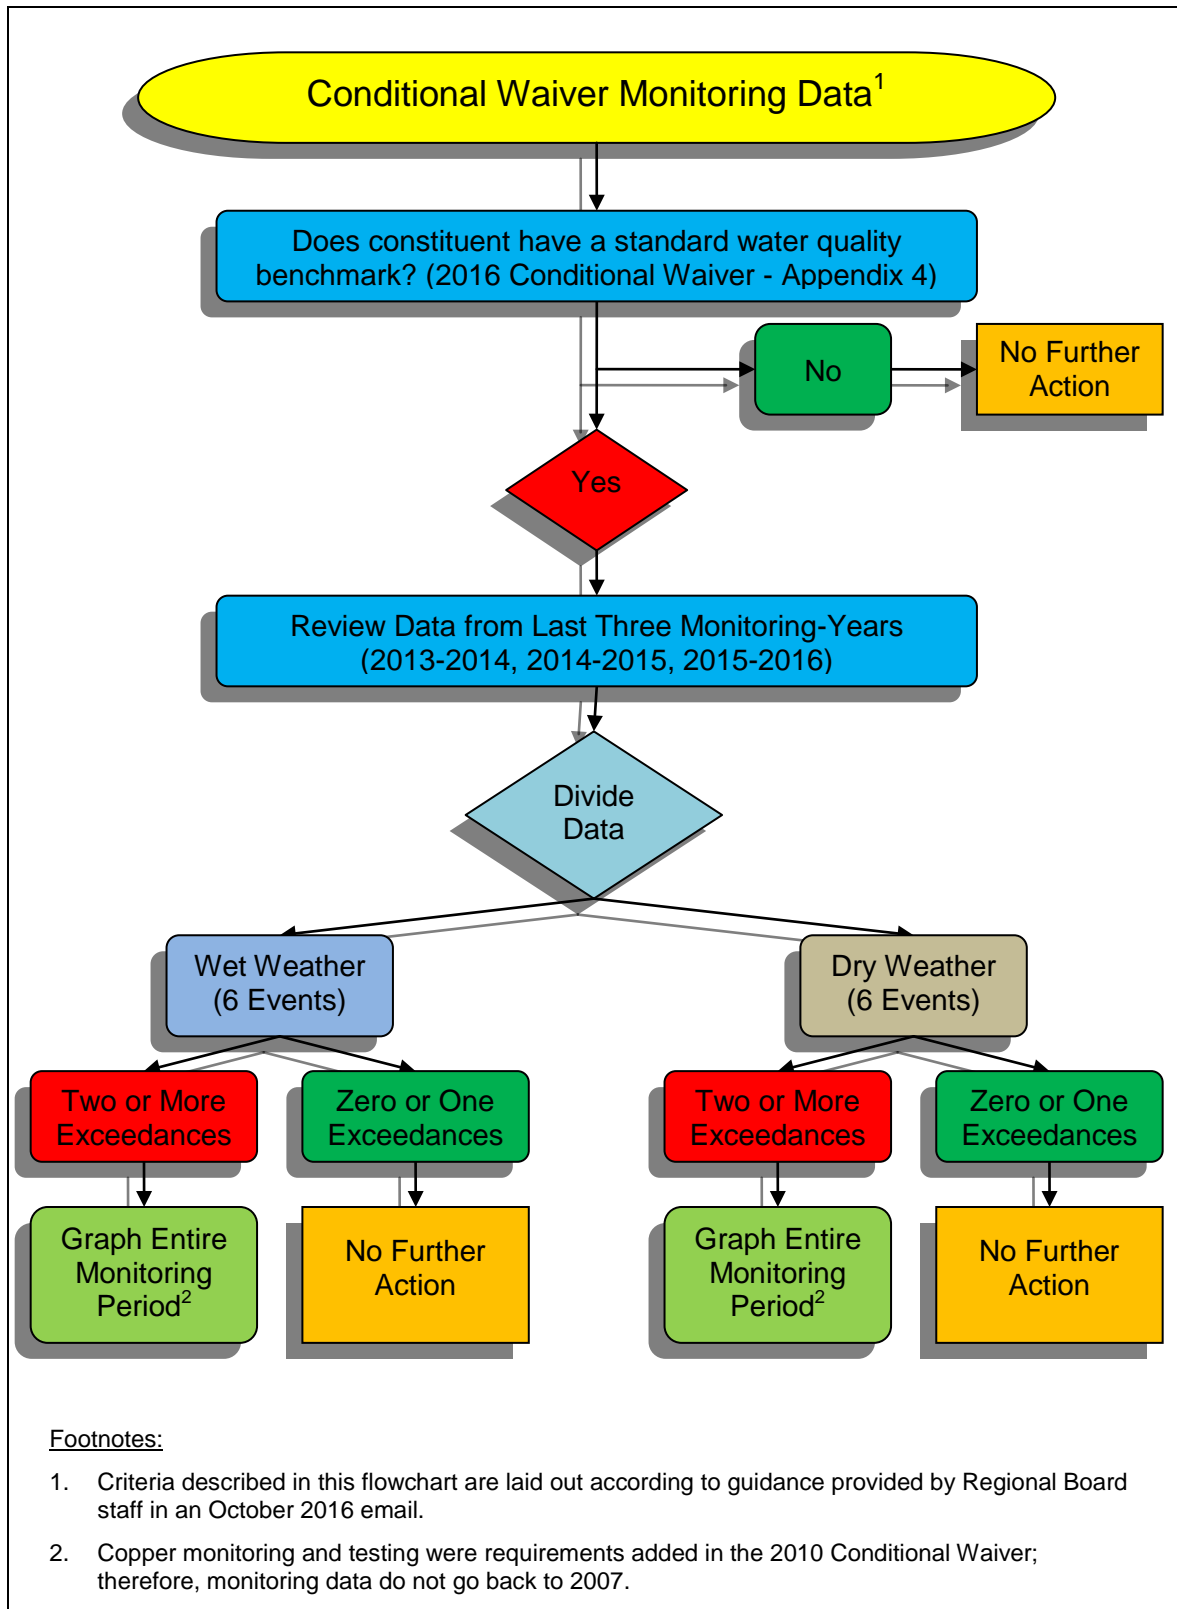 Conditional Waiver Monitoring Data1
Does constituent have a standard water quality
benchmark? (2016 Conditional Waiver - Appendix 4)
No
No Further
Action
Yes
Review Data from Last Three Monitoring-Years
(2013-2014, 2014-2015, 2015-2016)
Divide
Data
Wet Weather
(6 Events)
Dry Weather
(6 Events)
Two or More
Exceedances
Zero or One
Exceedances
Two or More
Exceedances
Zero or One
Exceedances
Graph Entire
Monitoring
Period2
No Further
Action
Graph Entire
Monitoring
Period2
No Further
Action
Footnotes:
1. Criteria described in this flowchart are laid out according to guidance provided by Regional Board
staff in an October 2016 email.
2. Copper monitoring and testing were requirements added in the 2010 Conditional Waiver;
therefore, monitoring data do not go back to 2007.